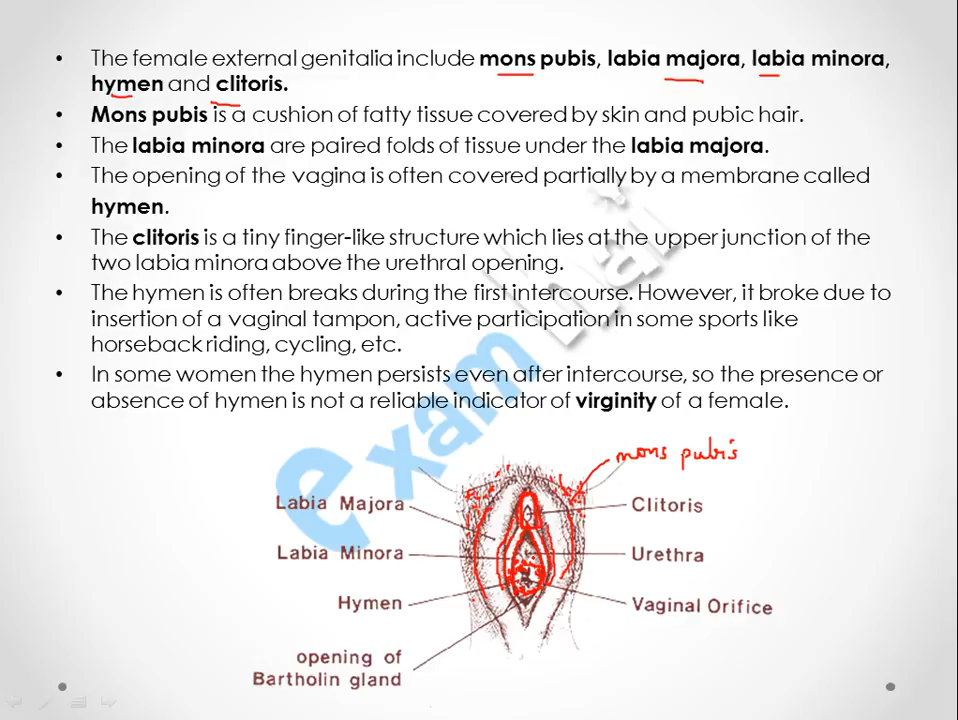 • The female external genitalia include mons pubis, labia majora, labia minora,
hymen and clitoris.
• Mons pubis is a cushion of fatty tissue covered by skin and pubic hair.
• The labia minora are paired folds of tissue under the labia majora.
• The opening of the vagina is often covered partially by a membrane called
hymen.
• The clitoris is a tiny finger-like structure which lies at the upper junction of the
two labia minora above the urethral opening.
• The hymen is often breaks during the first intercourse. However, it broke due to
insertion of a vaginal tampon, active participation in some sports like
horseback riding, cycling, etc.
• In some women the hymen persists even after intercourse, so the presence or
absence of hymen is not a reliable indicator of virginity of a female.
examभाई
mons pubis
Labia Majora
Clitoris
Labia Minora
Urethra
Hymen
Vaginal Orifice
opening of
Bartholin gland